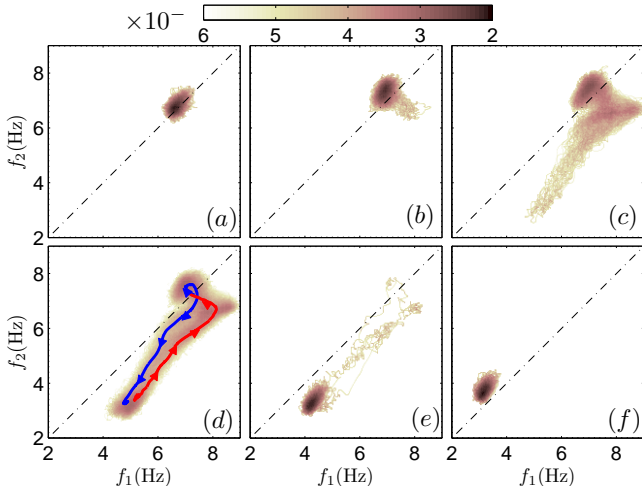 ×10⁻
6 5 4 3 2
8
6
4
2
f₂(Hz)
(a)
(b)
(c)
8
6
4
2
f₂(Hz)
(d)
(e)
(f)
2 4 6 8
2 4 6 8
2 4 6 8
f₁(Hz)
f₁(Hz)
f₁(Hz)